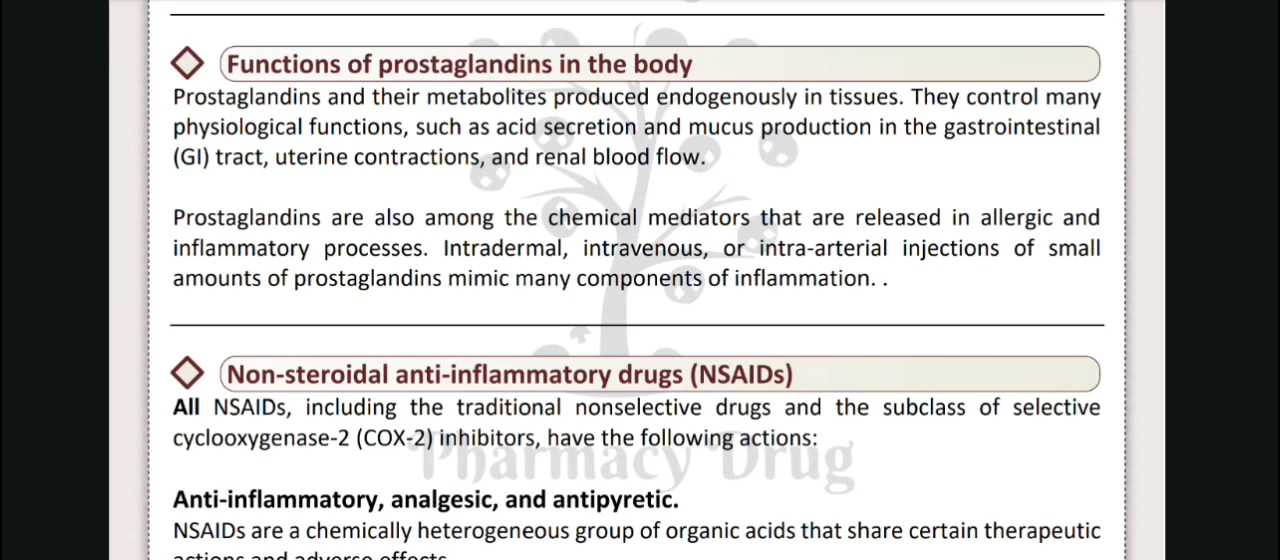 Functions of prostaglandins in the body
Prostaglandins and their metabolites produced endogenously in tissues. They control many
physiological functions, such as acid secretion and mucus production in the gastrointestinal
(GI) tract, uterine contractions, and renal blood flow.
Prostaglandins are also among the chemical mediators that are released in allergic and
inflammatory processes. Intradermal, intravenous, or intra-arterial injections of small
amounts of prostaglandins mimic many components of inflammation. .
Non-steroidal anti-inflammatory drugs (NSAIDs)
All NSAIDs, including the traditional nonselective drugs and the subclass of selective
cyclooxygenase-2 (COX-2) inhibitors, have the following actions:
Pharmacy Drug
Anti-inflammatory, analgesic, and antipyretic.
NSAIDs are a chemically heterogeneous group of organic acids that share certain therapeutic
actions and adverse effects.